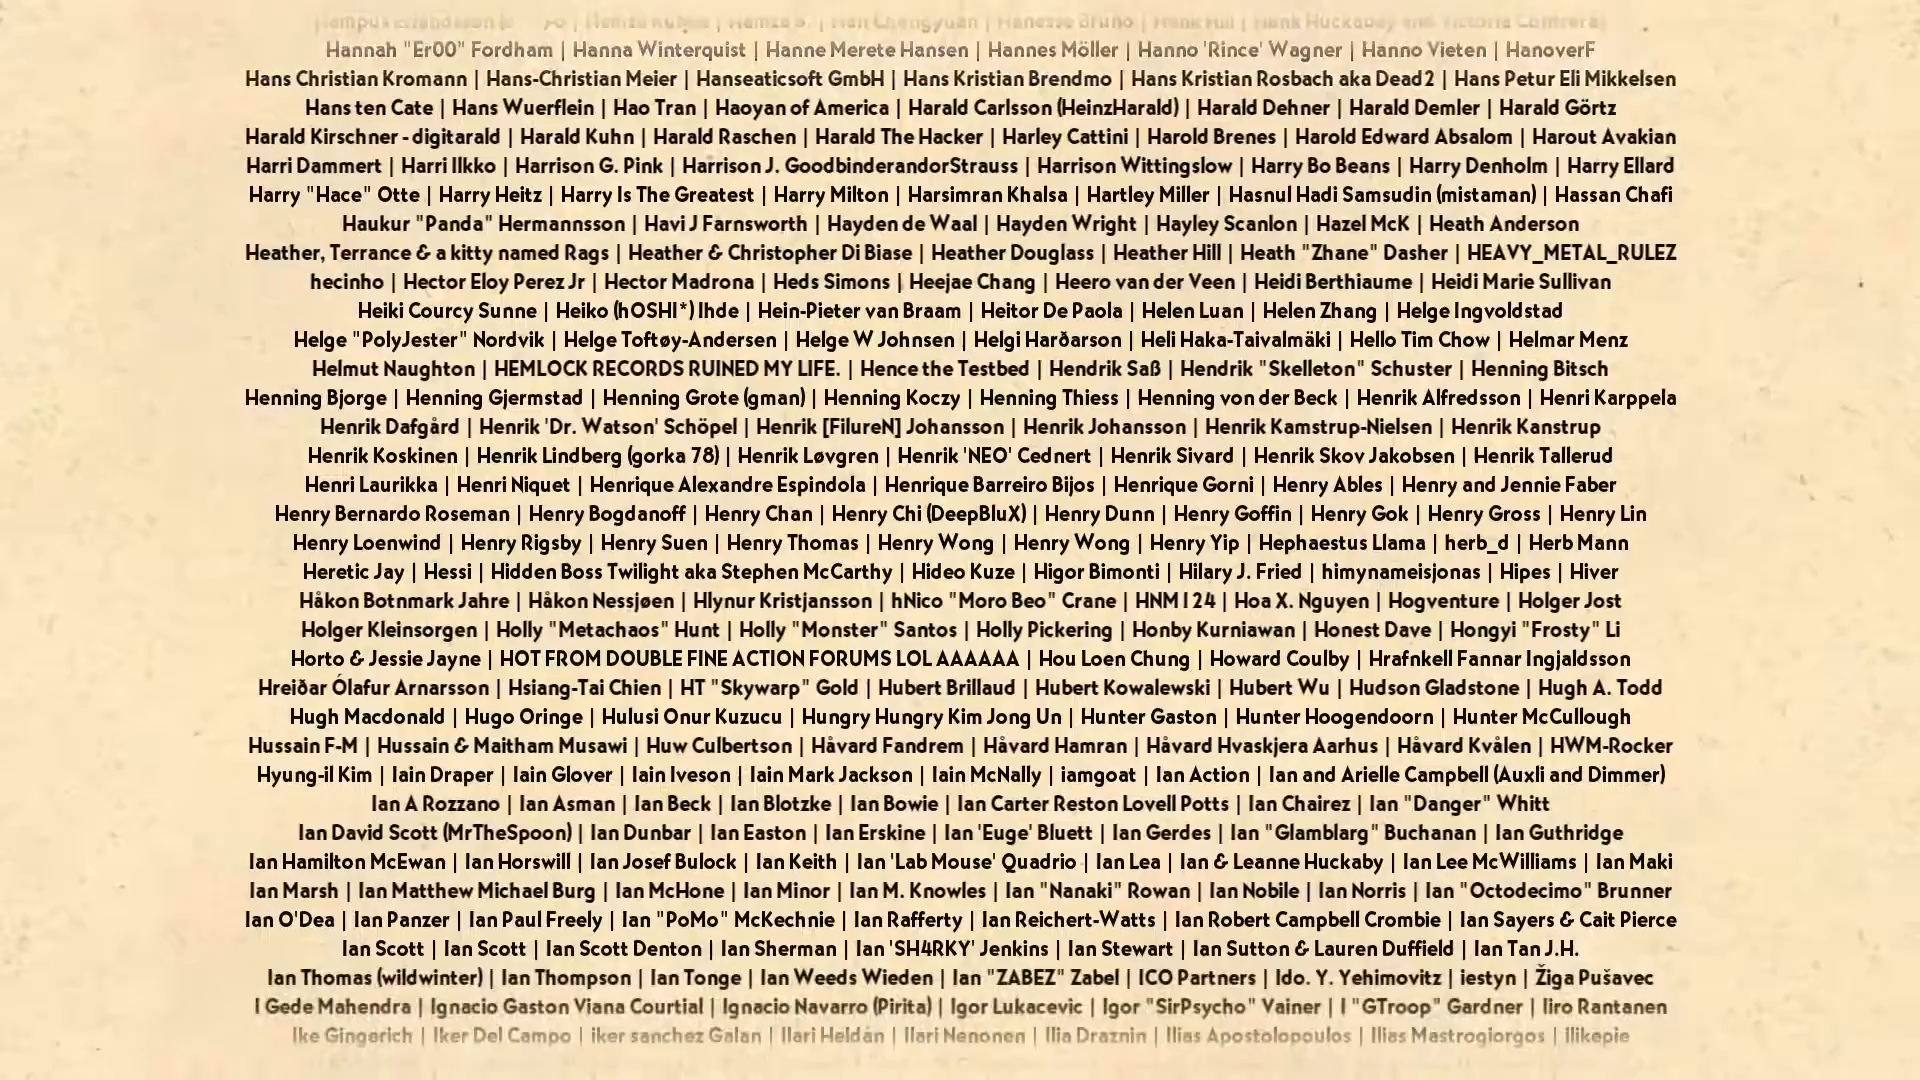 Hannah "Er00" Fordham | Hanna Winterquist | Hanne Merete Hansen | Hannes Möller | Hanno 'Rince' Wagner | Hanno Vieten | HanoverF
Hans Christian Kromann | Hans-Christian Meier | Hanseaticsoft GmbH | Hans Kristian Brendmo | Hans Kristian Rosbach aka Dead2 | Hans Petur Eli Mikkelsen
Hans ten Cate | Hans Wuerflein | Hao Tran | Haoyan of America | Harald Carlsson (HeinzHarald) | Harald Dehner | Harald Demler | Harald Görtz
Harald Kirschner - digitarald | Harald Kuhn | Harald Raschen | Harald The Hacker | Harley Cattini | Harold Brenes | Harold Edward Absalom | Harout Avakian
Harri Dammert | Harri Ilkko | Harrison G. Pink | Harrison J. GoodbinderandorStrauss | Harrison Wittingslow | Harry Bo Beans | Harry Denholm | Harry Ellard
Harry "Hace" Otte | Harry Heitz | Harry Is The Greatest | Harry Milton | Harsimran Khalsa | Hartley Miller | Hasnul Hadi Samsudin (mistaman) | Hassan Chafi
Haukur "Panda" Hermannsson | Havi J Farnsworth | Hayden de Waal | Hayden Wright | Hayley Scanlon | Hazel McK | Heath Anderson
Heather, Terrance & a kitty named Rags | Heather & Christopher Di Biase | Heather Douglass | Heather Hill | Heath "Zhane" Dasher | HEAVY_METAL_RULEZ
hecinho | Hector Eloy Perez Jr | Hector Madrona | Heds Simons | Heejae Chang | Heero van der Veen | Heidi Berthiaume | Heidi Marie Sullivan
Heiki Courcy Sunne | Heiko (hOSHI*) Ihde | Hein-Pieter van Braam | Heitor De Paola | Helen Luan | Helen Zhang | Helge Ingvoldstad
Helge "PolyJester" Nordvik | Helge Toftøy-Andersen | Helge W Johnsen | Helgi Harðarson | Heli Haka-Taivalmäki | Hello Tim Chow | Helmar Menz
Helmut Naughton | HEMLOCK RECORDS RUINED MY LIFE. | Hence the Testbed | Hendrik Saß | Hendrik "Skelleton" Schuster | Henning Bitsch
Henning Bjorge | Henning Gjermstad | Henning Grote (gman) | Henning Koczy | Henning Thiess | Henning von der Beck | Henrik Alfredsson | Henri Karppela
Henrik Dafgård | Henrik 'Dr. Watson' Schöpel | Henrik [FilureN] Johansson | Henrik Johansson | Henrik Kamstrup-Nielsen | Henrik Kanstrup
Henrik Koskinen | Henrik Lindberg (gorka 78) | Henrik Løvgren | Henrik 'NEO' Cednert | Henrik Sivard | Henrik Skov Jakobsen | Henrik Tallerud
Henri Laurikka | Henri Niquet | Henrique Alexandre Espindola | Henrique Barreiro Bijos | Henrique Gorni | Henry Ables | Henry and Jennie Faber
Henry Bernardo Roseman | Henry Bogdanoff | Henry Chan | Henry Chi (DeepBluX) | Henry Dunn | Henry Goffin | Henry Gok | Henry Gross | Henry Lin
Henry Loenwind | Henry Rigsby | Henry Suen | Henry Thomas | Henry Wong | Henry Wong | Henry Yip | Hephaestus Llama | herb_d | Herb Mann
Heretic Jay | Hessi | Hidden Boss Twilight aka Stephen McCarthy | Hideo Kuze | Higor Bimonti | Hilary J. Fried | himynameisjonas | Hipes | Hiver
Håkon Botnmark Jahre | Håkon Nessjøen | Hlynur Kristjansson | hNico "Moro Beo" Crane | HNM124 | Hoa X. Nguyen | Hogventure | Holger Jost
Holger Kleinsorgen | Holly "Metachaos" Hunt | Holly "Monster" Santos | Holly Pickering | Honby Kurniawan | Honest Dave | Hongyi "Frosty" Li
Horto & Jessie Jayne | HOT FROM DOUBLE FINE ACTION FORUMS LOL AAAAAA | Hou Loen Chung | Howard Coulby | Hrafnkell Fannar Ingjaldsson
Hreiðar Ólafur Arnarsson | Hsiang-Tai Chien | HT "Skywarp" Gold | Hubert Brillaud | Hubert Kowalewski | Hubert Wu | Hudson Gladstone | Hugh A. Todd
Hugh Macdonald | Hugo Oringe | Hulusi Onur Kuzucu | Hungry Hungry Kim Jong Un | Hunter Gaston | Hunter Hoogendoorn | Hunter McCullough
Hussain F-M | Hussain & Maitham Musawi | Huw Culbertson | Håvard Fandrem | Håvard Hamran | Håvard Hvaskjera Aarhus | Håvard Kvålen | HWM-Rocker
Hyung-il Kim | Iain Draper | Iain Glover | Iain Iveson | Iain Mark Jackson | Iain McNally | iamgoat | Ian Action | Ian and Arielle Campbell (Auxli and Dimmer)
Ian A Rozzano | Ian Asman | Ian Beck | Ian Blotzke | Ian Bowie | Ian Carter Reston Lovell Potts | Ian Chairez | Ian "Danger" Whitt
Ian David Scott (MrTheSpoon) | Ian Dunbar | Ian Easton | Ian Erskine | Ian 'Euge' Bluett | Ian Gerdes | Ian "Glamblarg" Buchanan | Ian Guthridge
Ian Hamilton McEwan | Ian Horswill | Ian Josef Bulock | Ian Keith | Ian 'Lab Mouse' Quadrio | Ian Lea | Ian & Leanne Huckaby | Ian Lee McWilliams | Ian Maki
Ian Marsh | Ian Matthew Michael Burg | Ian McHone | Ian Minor | Ian M. Knowles | Ian "Nanaki" Rowan | Ian Nobile | Ian Norris | Ian "Octodecimo" Brunner
Ian O'Dea | Ian Panzer | Ian Paul Freely | Ian "PoMo" McKechnie | Ian Rafferty | Ian Reichert-Watts | Ian Robert Campbell Crombie | Ian Sayers & Cait Pierce
Ian Scott | Ian Scott | Ian Scott Denton | Ian Sherman | Ian 'SH4RKY' Jenkins | Ian Stewart | Ian Sutton & Lauren Duffield | Ian Tan J.H.
Ian Thomas (wildwinter) | Ian Thompson | Ian Tonge | Ian Weeds Wieden | Ian "ZABEZ" Zabel | ICO Partners | Ido. Y. Yehimovitz | iestyn | Žiga Pušavec
I Gede Mahendra | Ignacio Gaston Viana Courtial | Ignacio Navarro (Pirita) | Igor Lukacevic | Igor "SirPsycho" Vainer | I "GTroop" Gardner | Iiro Rantanen
Ike Gingerich | Iker Del Campo | iker sanchez Galan | Ilari Heldán | Ilari Nenonen | Ilia Draznin | Ilias Apostolopoulos | Ilias Mastrogiorgos | ilikepie